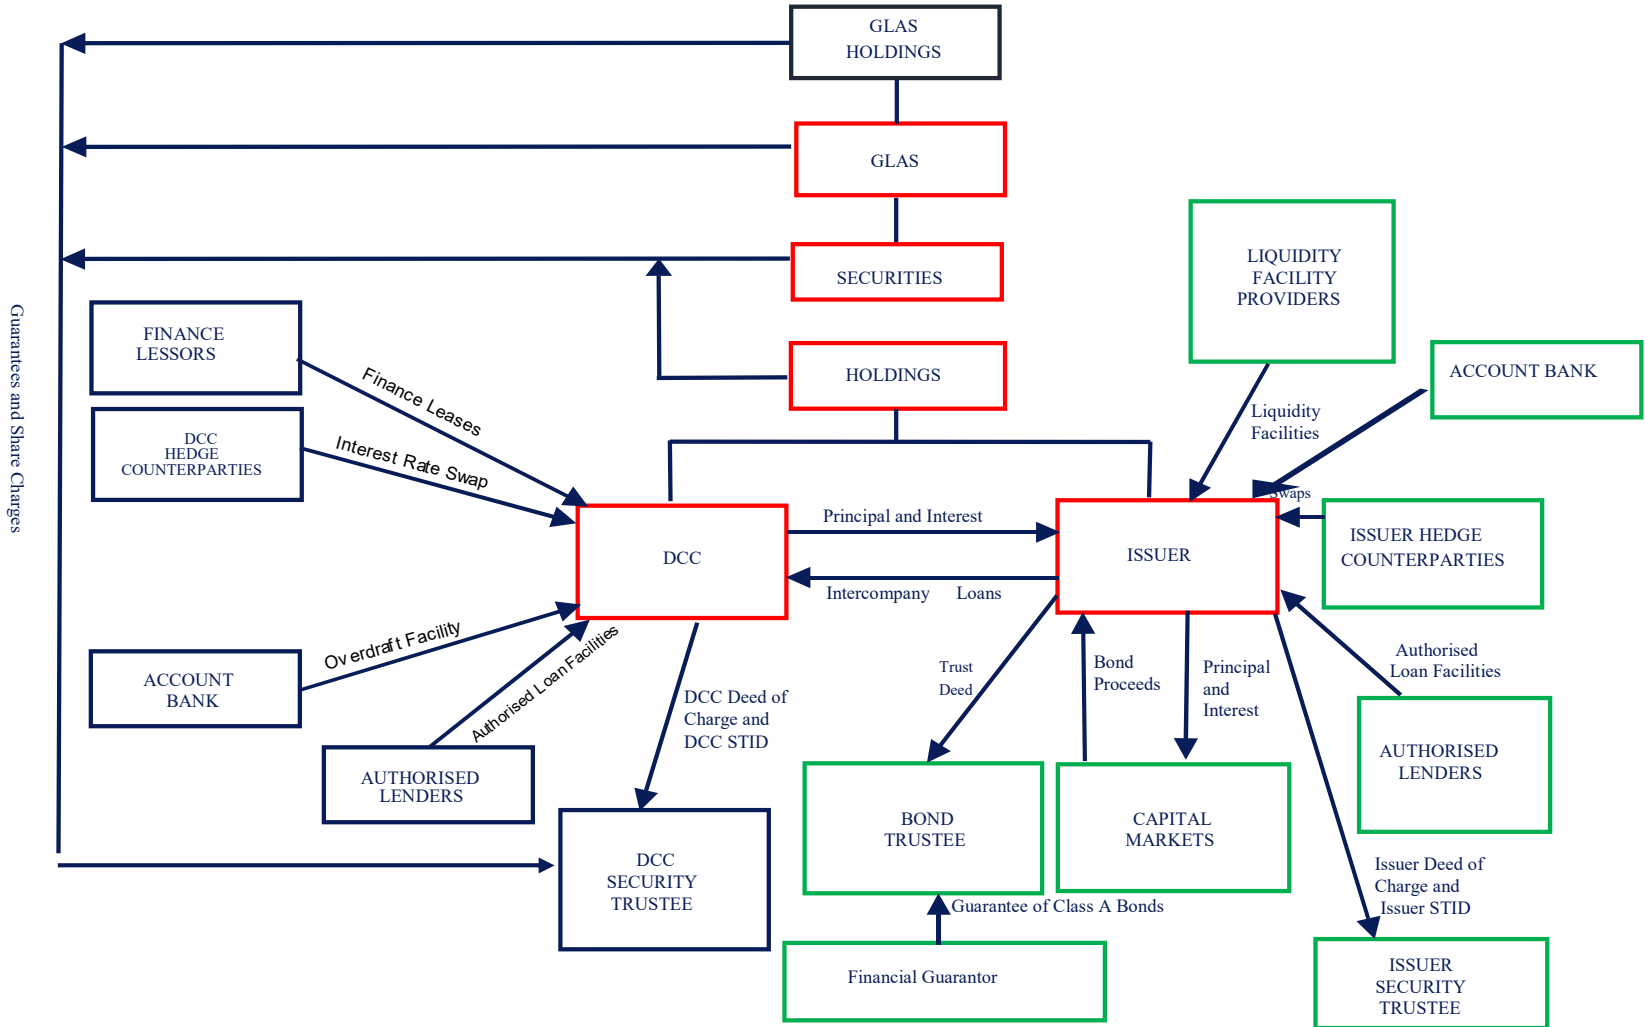 GLAS
HOLDINGS
GLAS
SECURITIES
HOLDINGS
Guarantees and Share Charges
FINANCE
LESSORS
Finance Leases
DCC
HEDGE
COUNTERPARTIES
Interest Rate Swap
LIQUIDITY
FACILITY
PROVIDERS
Liquidity
Facilities
ACCOUNT BANK
Swaps
ISSUER HEDGE
COUNTERPARTIES
DCC
Principal and Interest
Intercompany Loans
ISSUER
ACCOUNT
BANK
Overdraft Facility
Authorised Loan Facilities
AUTHORISED
LENDERS
DCC Deed of
Charge and
DCC STID
Trust
Deed
Bond
Proceeds
Principal
and
Interest
Authorised
Loan Facilities
AUTHORISED
LENDERS
DCC
SECURITY
TRUSTEE
BOND
TRUSTEE
CAPITAL
MARKETS
Issuer Deed of
Charge and
Issuer STID
Guarantee of Class A Bonds
Financial Guarantor
ISSUER
SECURITY
TRUSTEE